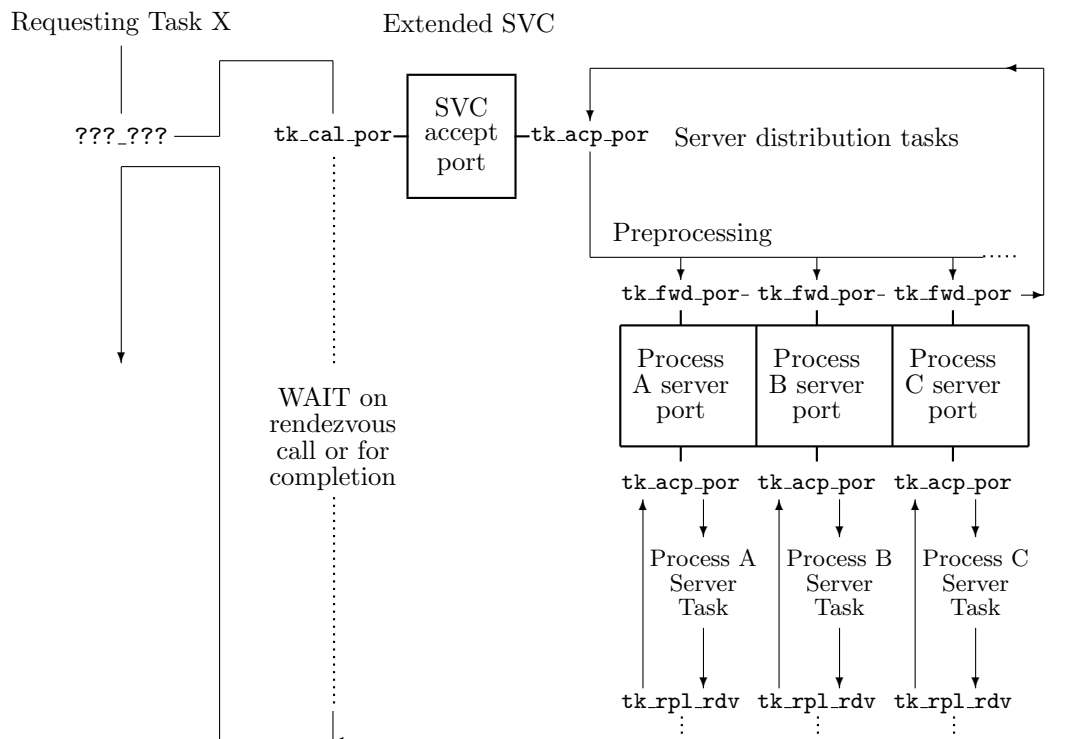 Requesting Task X
Extended SVC
???_???
tk_cal_por
SVC
accept
port
tk_acp_por
Server distribution tasks
Preprocessing
tk_fwd_por
tk_fwd_por
tk_fwd_por
Process
A server
port
Process
B server
port
Process
C server
port
WAIT on
rendezvous
call or for
completion
tk_acp_por
tk_acp_por
tk_acp_por
Process A
Server
Task
Process B
Server
Task
Process C
Server
Task
tk_rpl_rdv
tk_rpl_rdv
tk_rpl_rdv